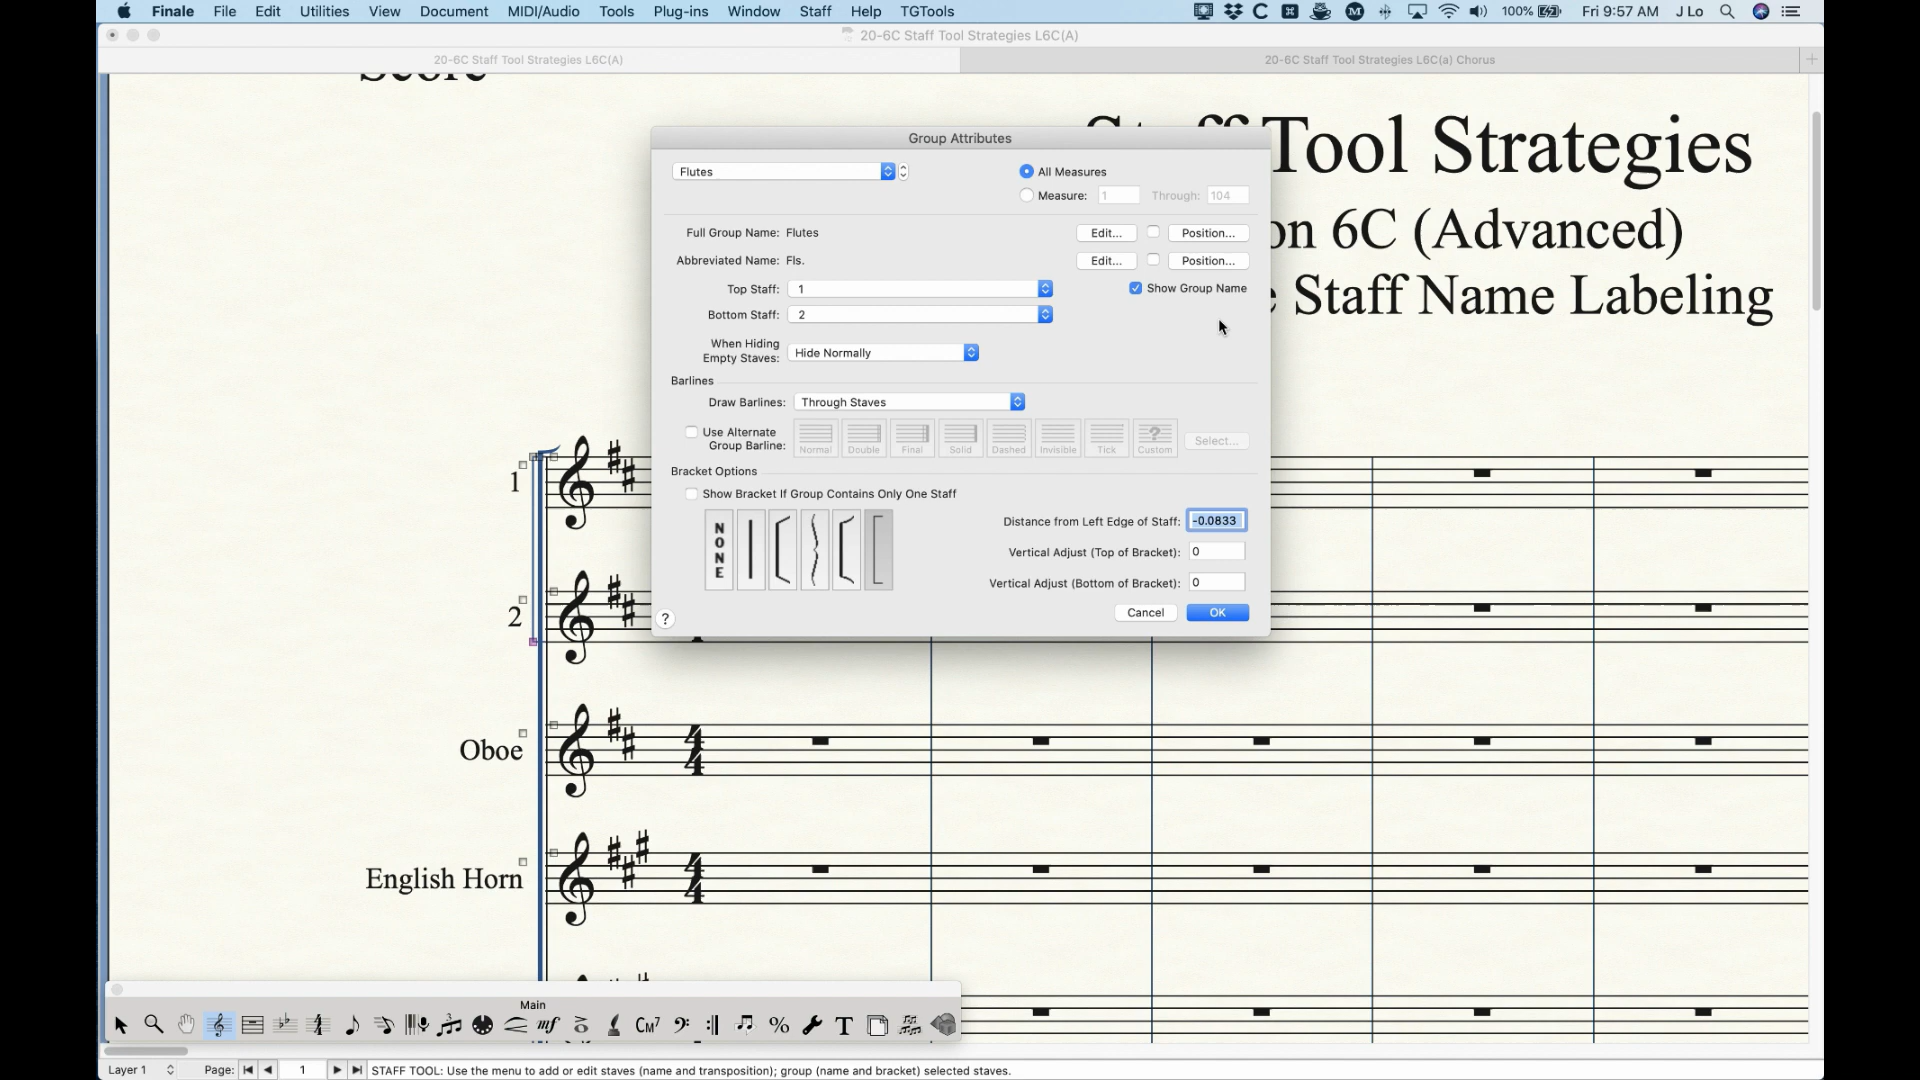 Finale File Edit Utilities View Document MIDI/Audio Tools Plug-ins Window Staff Help TGTools 100% Fri 9:57 AM J Lo
20-6C Staff Tool Strategies L6C(A)
20-6C Staff Tool Strategies L6C(A) 20-6C Staff Tool Strategies L6C(a) Chorus
Score
Staff Tool Strategies
on 6C (Advanced)
e Staff Name Labeling
Group Attributes
Flutes
All Measures
Measure: 1 Through: 104
Full Group Name: Flutes Edit... Position...
Abbreviated Name: Fls. Edit... Position...
Top Staff: 1 Show Group Name
Bottom Staff: 2
When Hiding
Empty Staves: Hide Normally
Barlines
Draw Barlines: Through Staves
Use Alternate
Group Barline:
Normal Double Final Solid Dashed Invisible Tick Custom Select...
Bracket Options
Show Bracket If Group Contains Only One Staff
NONE
Distance from Left Edge of Staff: -0.0833
Vertical Adjust (Top of Bracket): 0
Vertical Adjust (Bottom of Bracket): 0
? Cancel OK
1
2
Oboe 4/4
English Horn 4/4
Main
mf CM7 % T
Layer 1 Page: 1 STAFF TOOL: Use the menu to add or edit staves (name and transposition); group (name and bracket) selected staves.